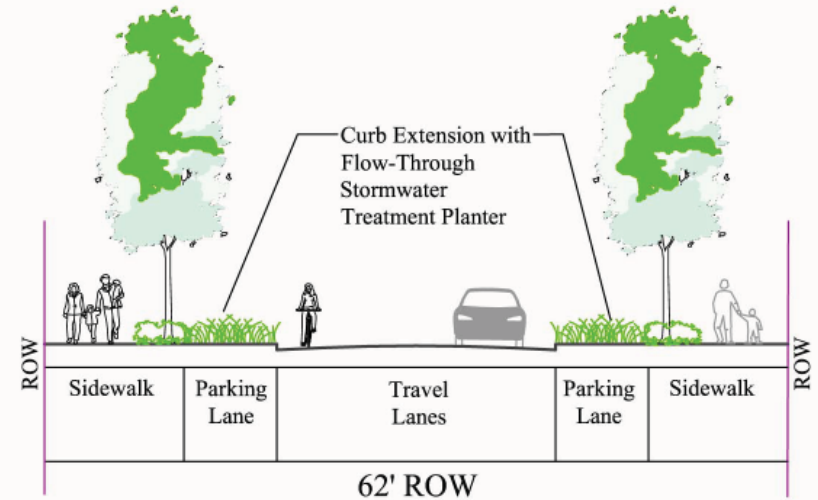 Curb Extension with
Flow-Through
Stormwater
Treatment Planter
ROW
Sidewalk
Parking
Lane
Travel
Lanes
Parking
Lane
Sidewalk
ROW
62' ROW